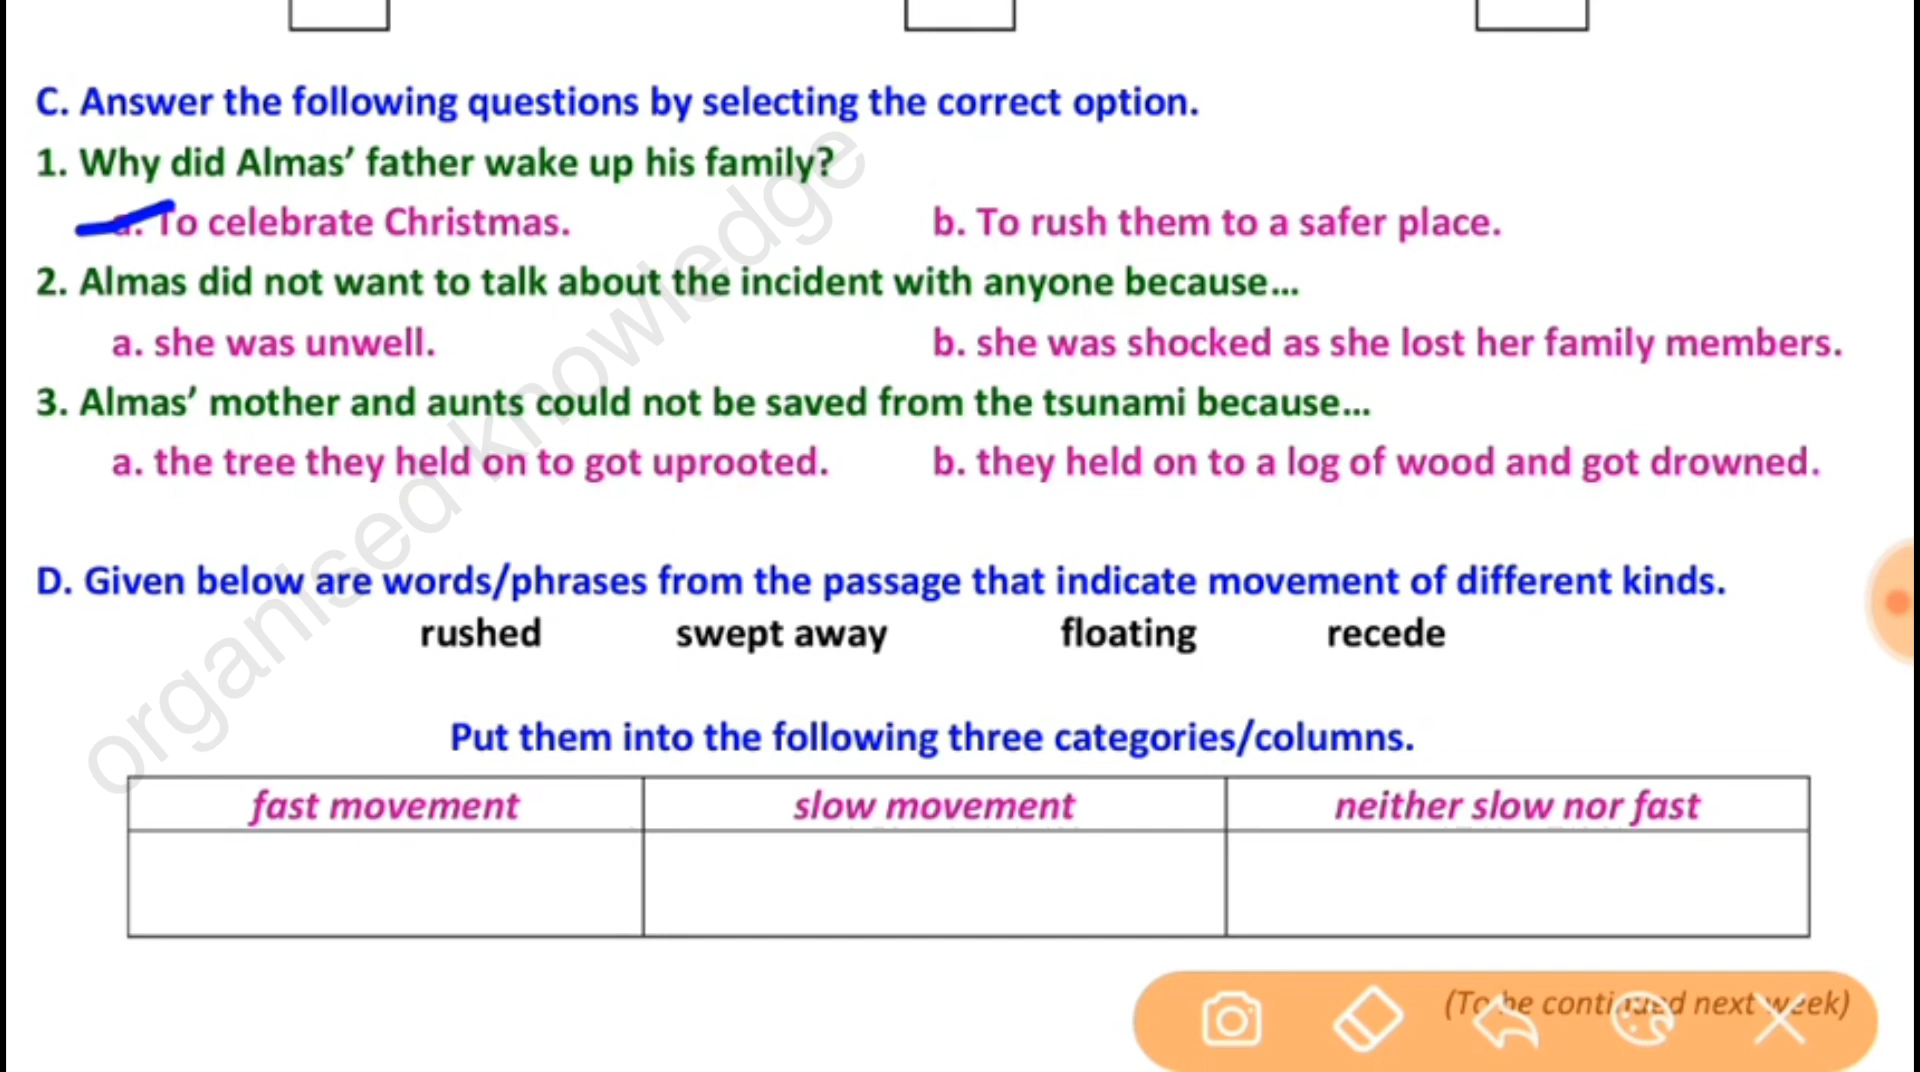 C. Answer the following questions by selecting the correct option.
1. Why did Almas’ father wake up his family?
a. To celebrate Christmas. b. To rush them to a safer place.
2. Almas did not want to talk about the incident with anyone because...
a. she was unwell. b. she was shocked as she lost her family members.
3. Almas’ mother and aunts could not be saved from the tsunami because...
a. the tree they held on to got uprooted. b. they held on to a log of wood and got drowned.
D. Given below are words/phrases from the passage that indicate movement of different kinds.
rushed swept away floating recede
Put them into the following three categories/columns.
fast movement slow movement neither slow nor fast
(To be continued next week)
organised knowledge